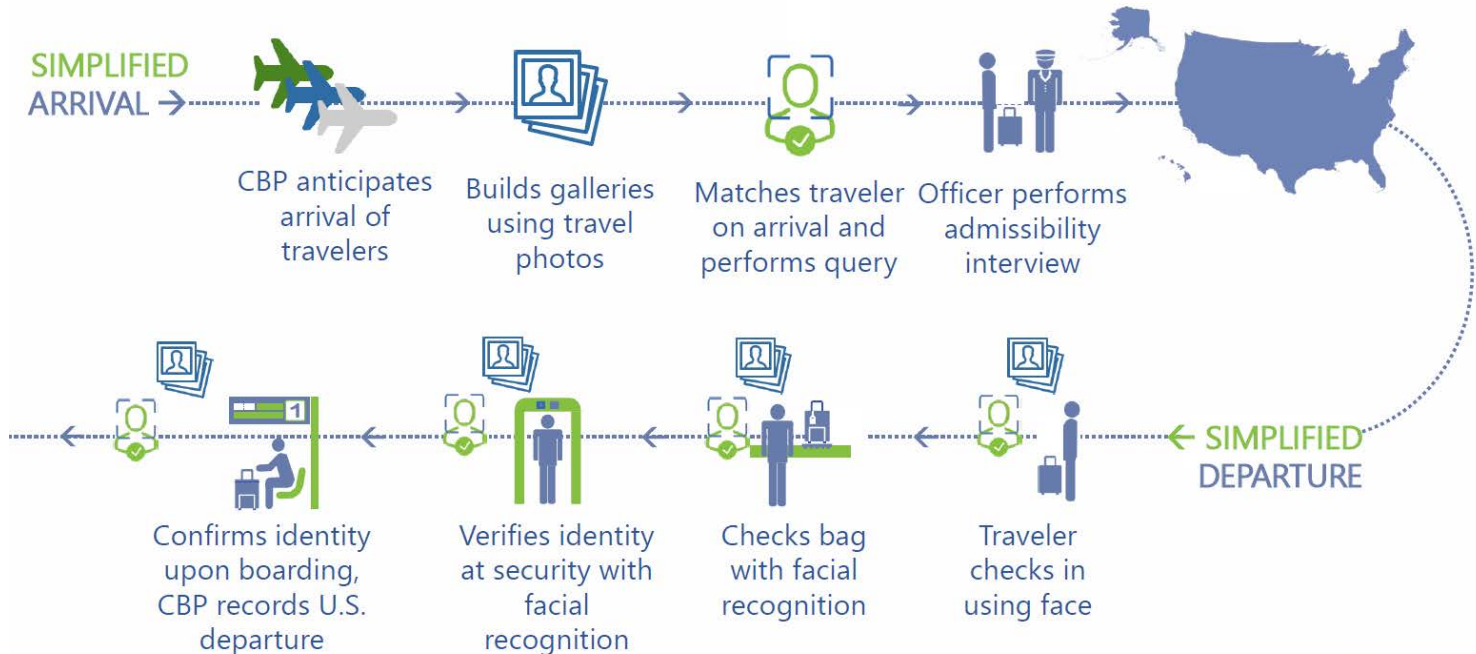 SIMPLIFIED
ARRIVAL
CBP anticipates
arrival of
travelers
Builds galleries
using travel
photos
Matches traveler
on arrival and
performs query
Officer performs
admissibility
interview
SIMPLIFIED
DEPARTURE
Traveler
checks in
using face
Checks bag
with facial
recognition
Verifies identity
at security with
facial
recognition
1
Confirms identity
upon boarding,
CBP records U.S.
departure